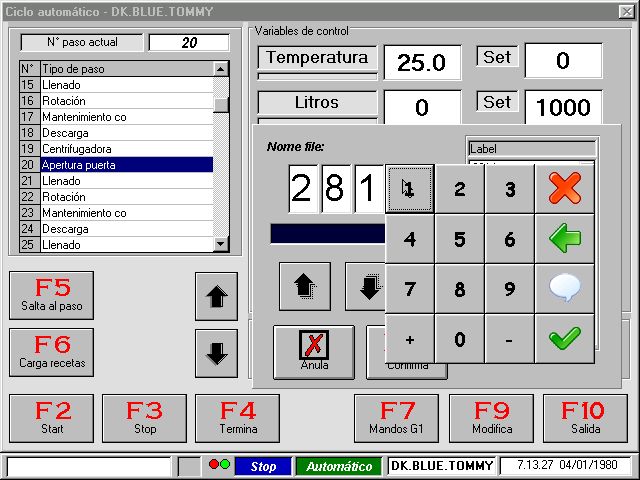 Ciclo automático - DK.BLUE.TOMMY
N° paso actual 20
N° Tipo de paso
15 Llenado
16 Rotación
17 Mantenimiento co
18 Descarga
19 Centrifugadora
20 Apertura puerta
21 Llenado
22 Rotación
23 Mantenimiento co
24 Descarga
25 Llenado
Variables de control
Temperatura 25.0 Set 0
Litros 0 Set 1000
Nome file:
Label
2 8 1
1 2 3
4 5 6
7 8 9
+ 0 -
Anula
Confirma
F5
Salta al paso
F6
Carga recetas
F2
Start
F3
Stop
F4
Termina
F7
Mandos G1
F9
Modifica
F10
Salida
Stop Automático DK.BLUE.TOMMY 7.13.27 04/01/1980